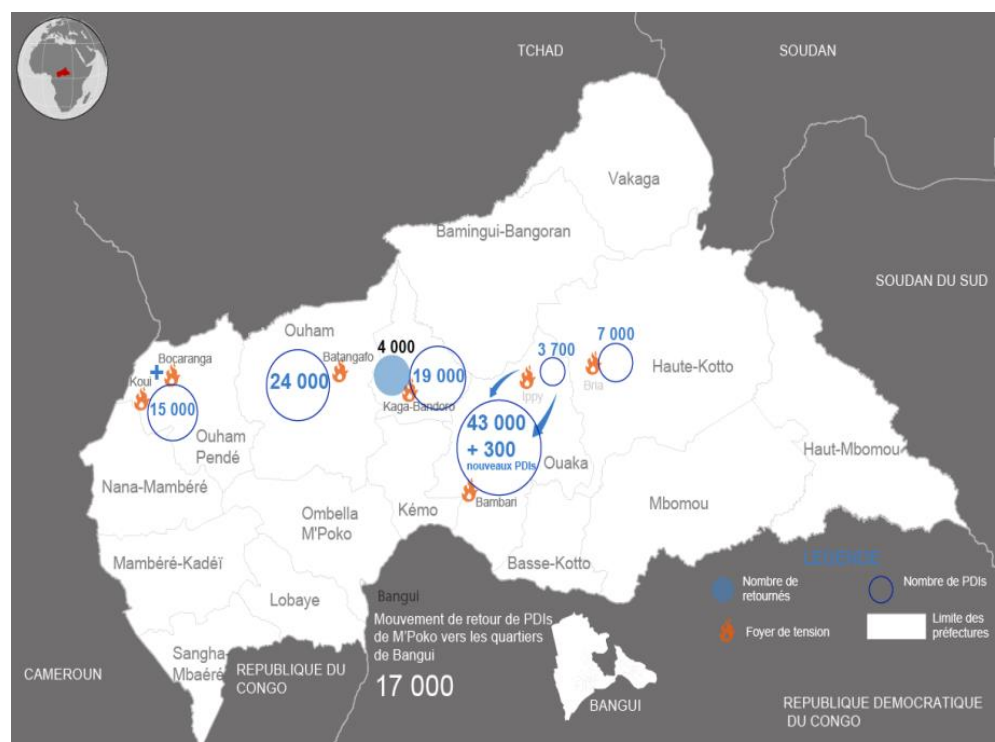 TCHAD
SOUDAN
Vakaga
Bamingui-Bangoran
SOUDAN DU SUD
Ouham
Bocaranga
+
Koui
15 000
24 000
Batangafo
4 000
19 000
Kaga-Bandoro
3 700
Ippy
7 000
Bria
Haute-Kotto
43 000
+ 300
nouveaux PDIs
Ouaka
Bambari
Ouham
Pendé
Nana-Mambéré
Ombella
M'Poko
Kémo
Mbomou
Haut-Mbomou
Mambéré-Kadéï
Basse-Kotto
Lobaye
Sangha-
Mbaéré
CAMEROUN
REPUBLIQUE DU
CONGO
Bangui
Mouvement de retour de PDIs
de M'Poko vers les quartiers
de Bangui
17 000
BANGUI
LEGENDE
Nombre de
retournés
Nombre de PDIs
Foyer de tension
Limite des
préfectures
REPUBLIQUE DEMOCRATIQUE
DU CONGO